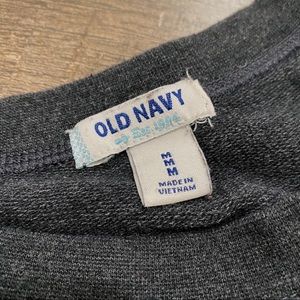 OLD NAVY
EST. 1994
M
M
M
MADE IN
VIETNAM